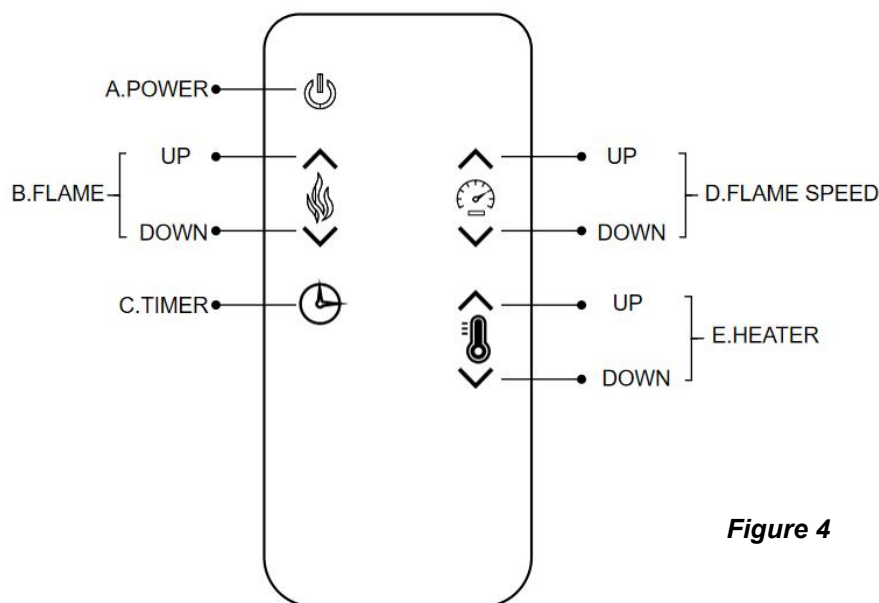 A.POWER
UP
B.FLAME
DOWN
C.TIMER
UP
D.FLAME SPEED
DOWN
UP
E.HEATER
DOWN
Figure 4